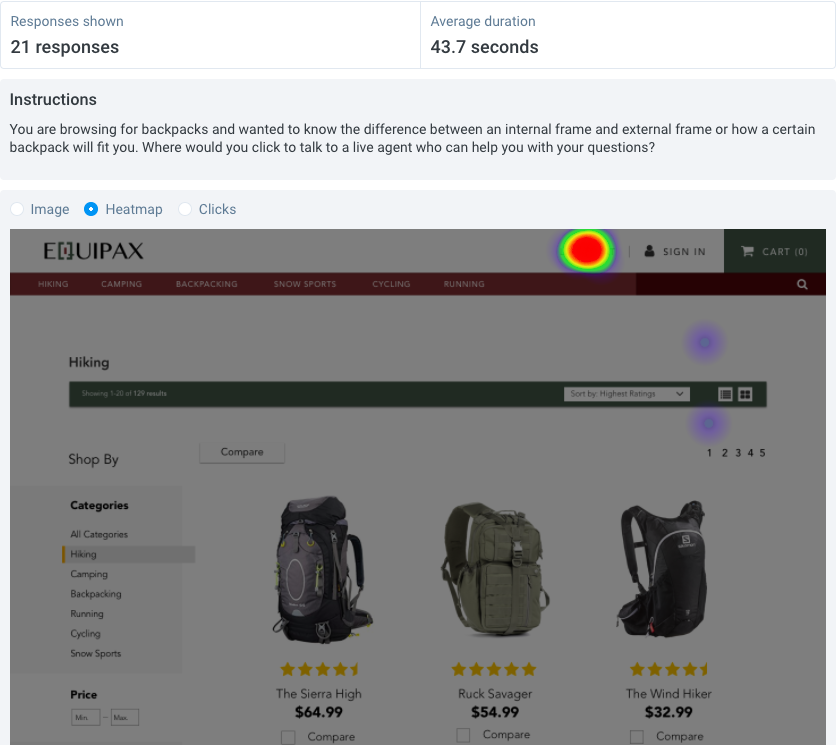 Responses shown
21 responses
Average duration
43.7 seconds
Instructions
You are browsing for backpacks and wanted to know the difference between an internal frame and external frame or how a certain
backpack will fit you. Where would you click to talk to a live agent who can help you with your questions?
Image Heatmap Clicks
EQUIPAX
SIGN IN
CART (0)
HIKING CAMPING BACKPACKING SNOW SPORTS CYCLING RUNNING
Hiking
Showing 1-20 of 129 results
Sort by: Highest Ratings
Shop By
Compare
1 2 3 4 5
Categories
All Categories
Hiking
Camping
Backpacking
Running
Cycling
Snow Sports
Price
Min. – Max.
The Sierra High
$64.99
Compare
Ruck Savager
$54.99
Compare
The Wind Hiker
$32.99
Compare